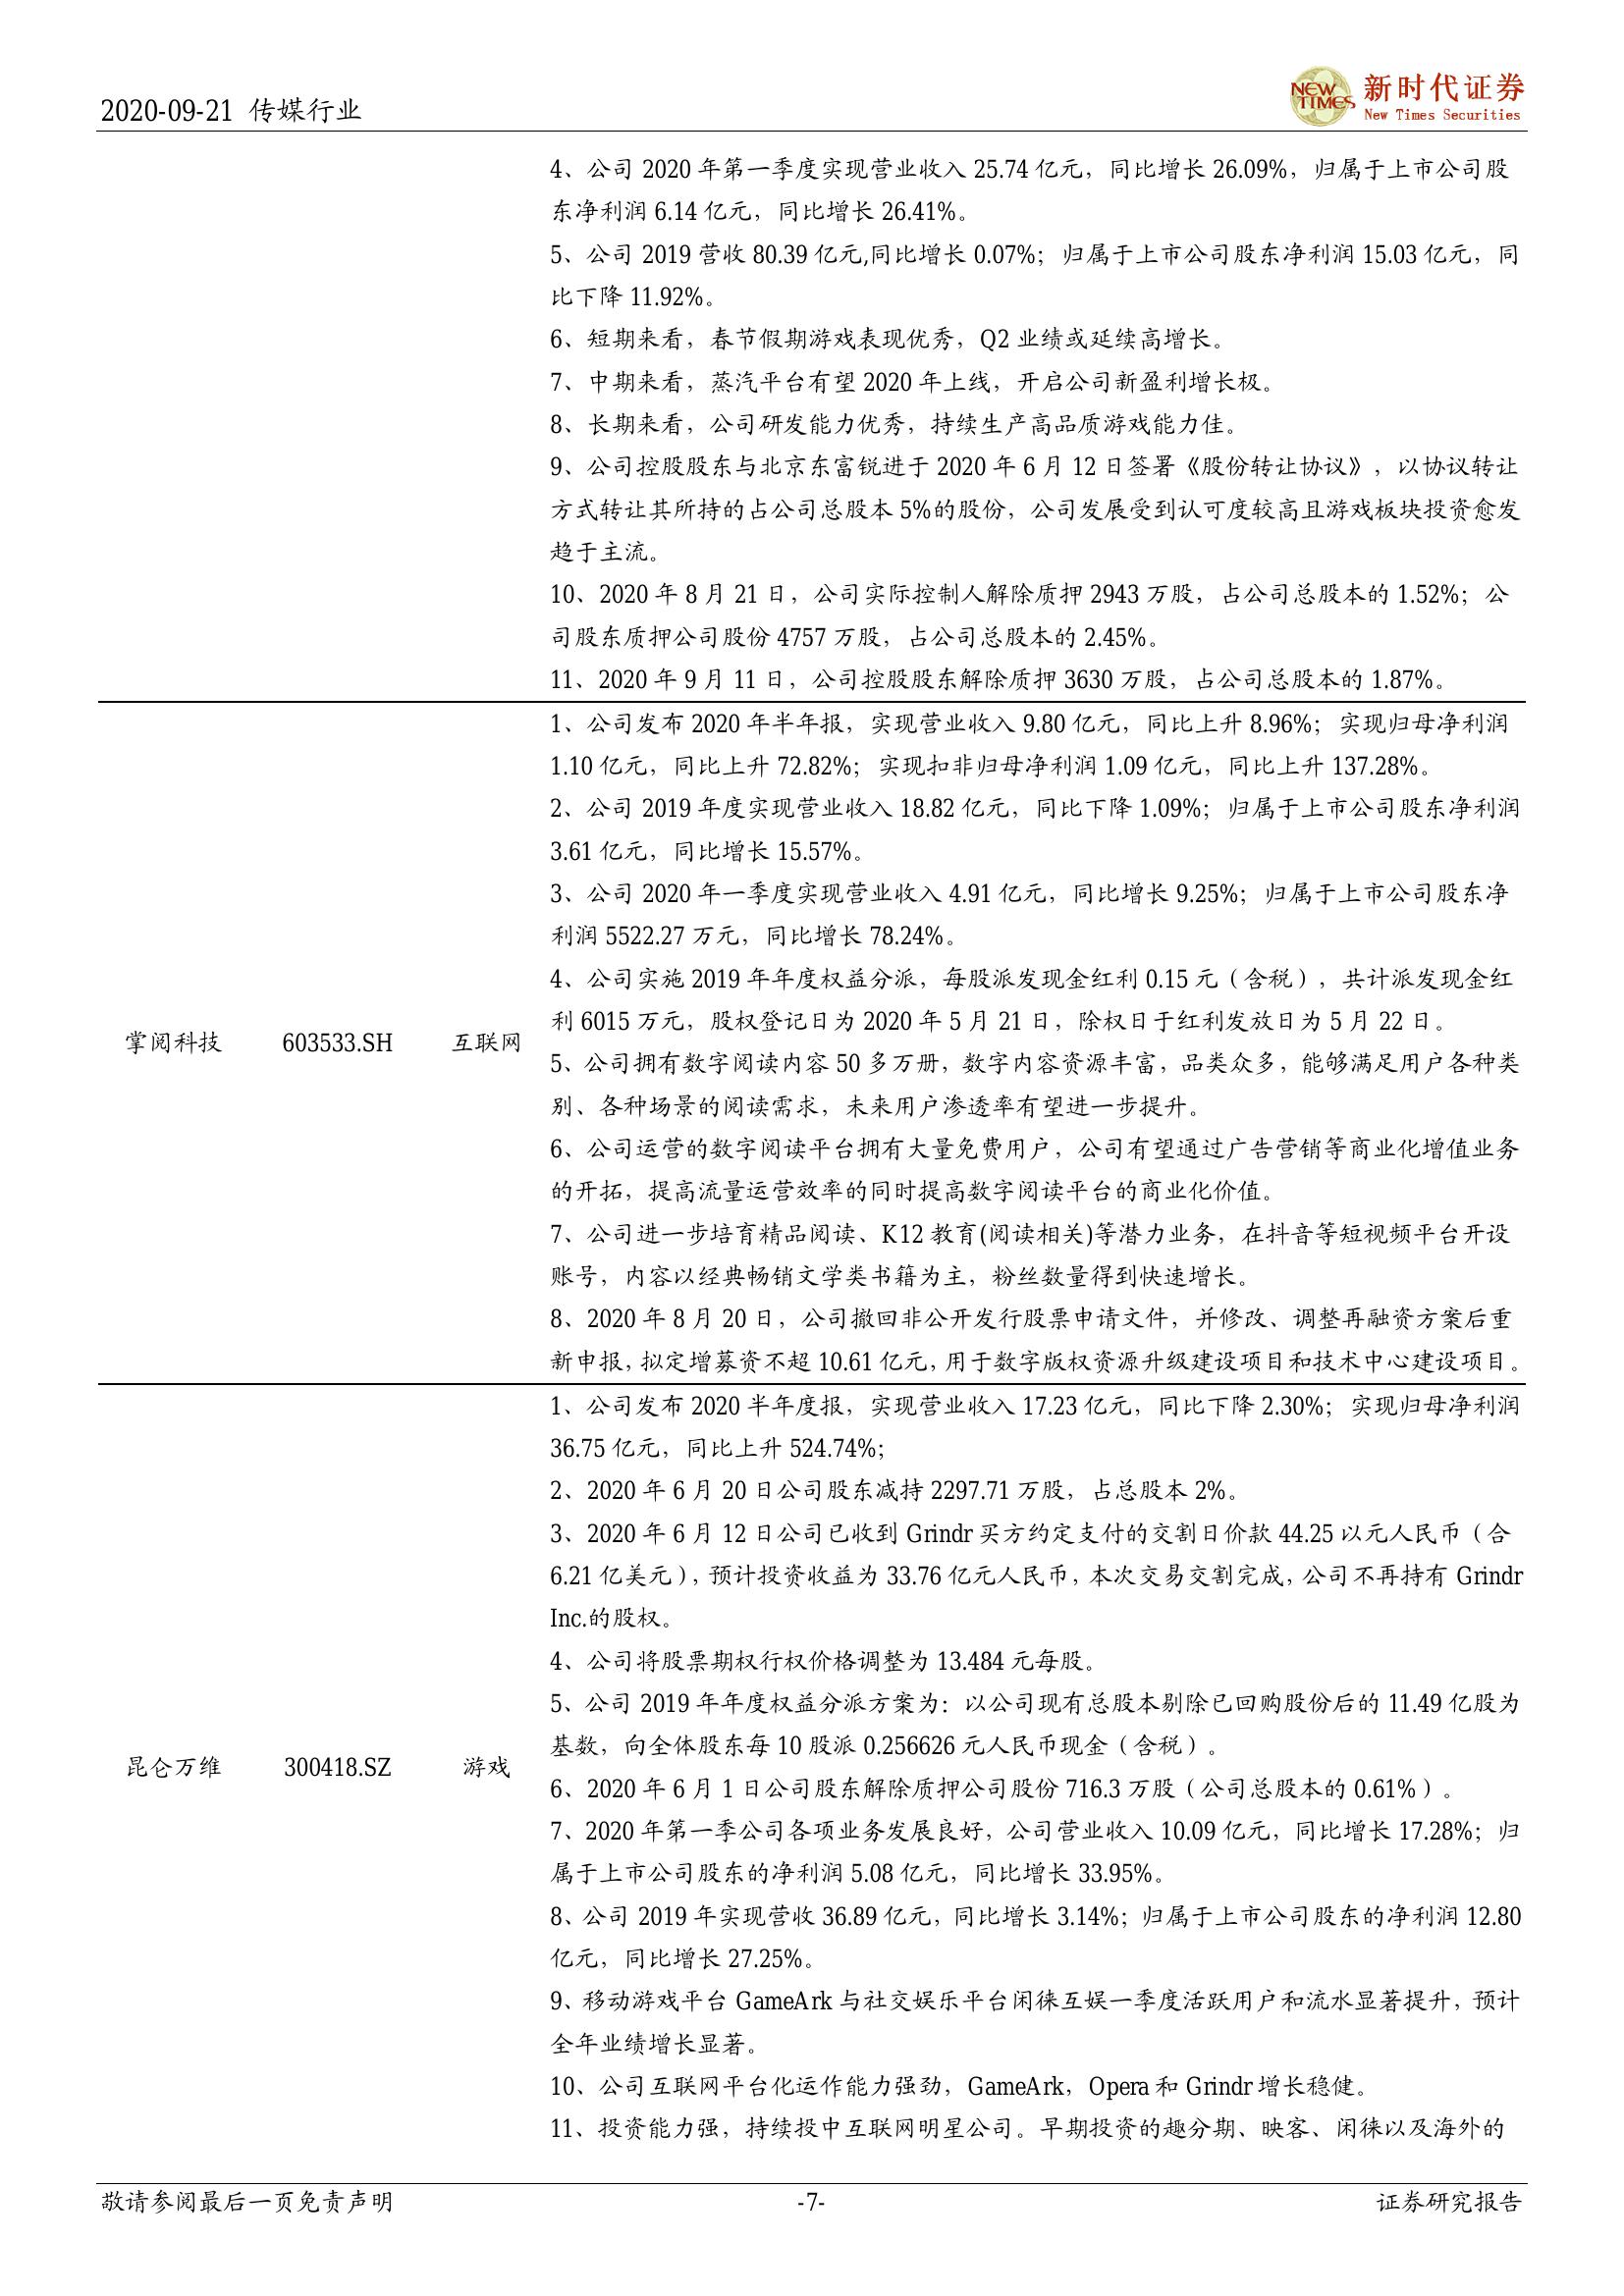 2020-09-21 传媒行业
NEW TIMES
新时代证券
New Times Securities
4、公司 2020 年第一季度实现营业收入 25.74 亿元，同比增长 26.09%，归属于上市公司股
东净利润 6.14 亿元，同比增长 26.41%。
5、公司 2019 营收 80.39 亿元,同比增长 0.07%；归属于上市公司股东净利润 15.03 亿元，同
比下降 11.92%。
6、短期来看，春节假期游戏表现优秀，Q2 业绩或延续高增长。
7、中期来看，蒸汽平台有望 2020 年上线，开启公司新盈利增长极。
8、长期来看，公司研发能力优秀，持续生产高品质游戏能力佳。
9、公司控股股东与北京东富锐进于 2020 年 6 月 12 日签署《股份转让协议》，以协议转让
方式转让其所持的占公司总股本 5%的股份，公司发展受到认可度较高且游戏板块投资愈发
趋于主流。
10、2020 年 8 月 21 日，公司实际控制人解除质押 2943 万股，占公司总股本的 1.52%；公
司股东质押公司股份 4757 万股，占公司总股本的 2.45%。
11、2020 年 9 月 11 日，公司控股股东解除质押 3630 万股，占公司总股本的 1.87%。
掌阅科技 603533.SH 互联网
1、公司发布 2020 年半年报，实现营业收入 9.80 亿元，同比上升 8.96%；实现归母净利润
1.10 亿元，同比上升 72.82%；实现扣非归母净利润 1.09 亿元，同比上升 137.28%。
2、公司 2019 年度实现营业收入 18.82 亿元，同比下降 1.09%；归属于上市公司股东净利润
3.61 亿元，同比增长 15.57%。
3、公司 2020 年一季度实现营业收入 4.91 亿元，同比增长 9.25%；归属于上市公司股东净
利润 5522.27 万元，同比增长 78.24%。
4、公司实施 2019 年年度权益分派，每股派发现金红利 0.15 元（含税），共计派发现金红
利 6015 万元，股权登记日为 2020 年 5 月 21 日，除权日于红利发放日为 5 月 22 日。
5、公司拥有数字阅读内容 50 多万册，数字内容资源丰富，品类众多，能够满足用户各种类
别、各种场景的阅读需求，未来用户渗透率有望进一步提升。
6、公司运营的数字阅读平台拥有大量免费用户，公司有望通过广告营销等商业化增值业务
的开拓，提高流量运营效率的同时提高数字阅读平台的商业化价值。
7、公司进一步培育精品阅读、K12 教育(阅读相关)等潜力业务，在抖音等短视频平台开设
账号，内容以经典畅销文学类书籍为主，粉丝数量得到快速增长。
8、2020 年 8 月 20 日，公司撤回非公开发行股票申请文件，并修改、调整再融资方案后重
新申报，拟定增募资不超 10.61 亿元，用于数字版权资源升级建设项目和技术中心建设项目。
昆仑万维 300418.SZ 游戏
1、公司发布 2020 半年度报，实现营业收入 17.23 亿元，同比下降 2.30%；实现归母净利润
36.75 亿元，同比上升 524.74%；
2、2020 年 6 月 20 日公司股东减持 2297.71 万股，占总股本 2%。
3、2020 年 6 月 12 日公司已收到 Grindr 买方约定支付的交割日价款 44.25 以元人民币（合
6.21 亿美元），预计投资收益为 33.76 亿元人民币，本次交易交割完成，公司不再持有 Grindr
Inc.的股权。
4、公司将股票期权行权价格调整为 13.484 元每股。
5、公司 2019 年年度权益分派方案为：以公司现有总股本剔除已回购股份后的 11.49 亿股为
基数，向全体股东每 10 股派 0.256626 元人民币现金（含税）。
6、2020 年 6 月 1 日公司股东解除质押公司股份 716.3 万股（公司总股本的 0.61%）。
7、2020 年第一季公司各项业务发展良好，公司营业收入 10.09 亿元，同比增长 17.28%；归
属于上市公司股东的净利润 5.08 亿元，同比增长 33.95%。
8、公司 2019 年实现营收 36.89 亿元，同比增长 3.14%；归属于上市公司股东的净利润 12.80
亿元，同比增长 27.25%。
9、移动游戏平台 GameArk 与社交娱乐平台闲徕互娱一季度活跃用户和流水显著提升，预计
全年业绩增长显著。
10、公司互联网平台化运作能力强劲，GameArk，Opera 和 Grindr 增长稳健。
11、投资能力强，持续投中互联网明星公司。早期投资的趣分期、映客、闲徕以及海外的
敬请参阅最后一页免责声明 -7- 证券研究报告